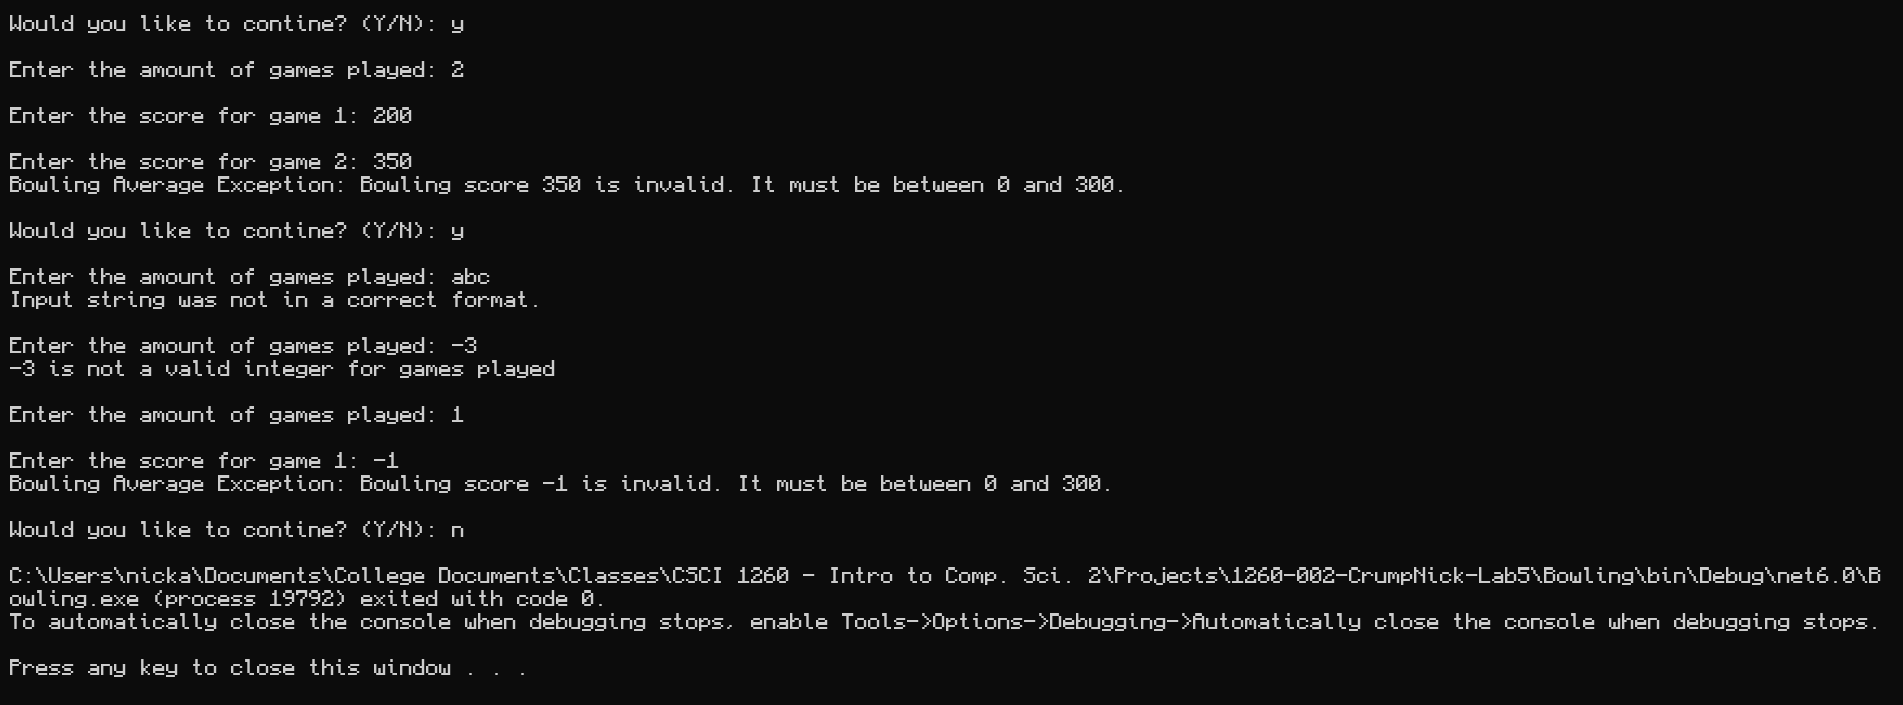 Would you like to contine? (Y/N): y
Enter the amount of games played: 2
Enter the score for game 1: 200
Enter the score for game 2: 350
Bowling Average Exception: Bowling score 350 is invalid. It must be between 0 and 300.
Would you like to contine? (Y/N): y
Enter the amount of games played: abc
Input string was not in a correct format.
Enter the amount of games played: -3
-3 is not a valid integer for games played
Enter the amount of games played: 1
Enter the score for game 1: -1
Bowling Average Exception: Bowling score -1 is invalid. It must be between 0 and 300.
Would you like to contine? (Y/N): n
C:\Users\nicka\Documents\College Documents\Classes\CSCI 1260 - Intro to Comp. Sci. 2\Projects\1260-002-CrumpNick-Lab5\Bowling\bin\Debug\net6.0\B
owling.exe (process 19792) exited with code 0.
To automatically close the console when debugging stops, enable Tools->Options->Debugging->Automatically close the console when debugging stops.
Press any key to close this window . . .